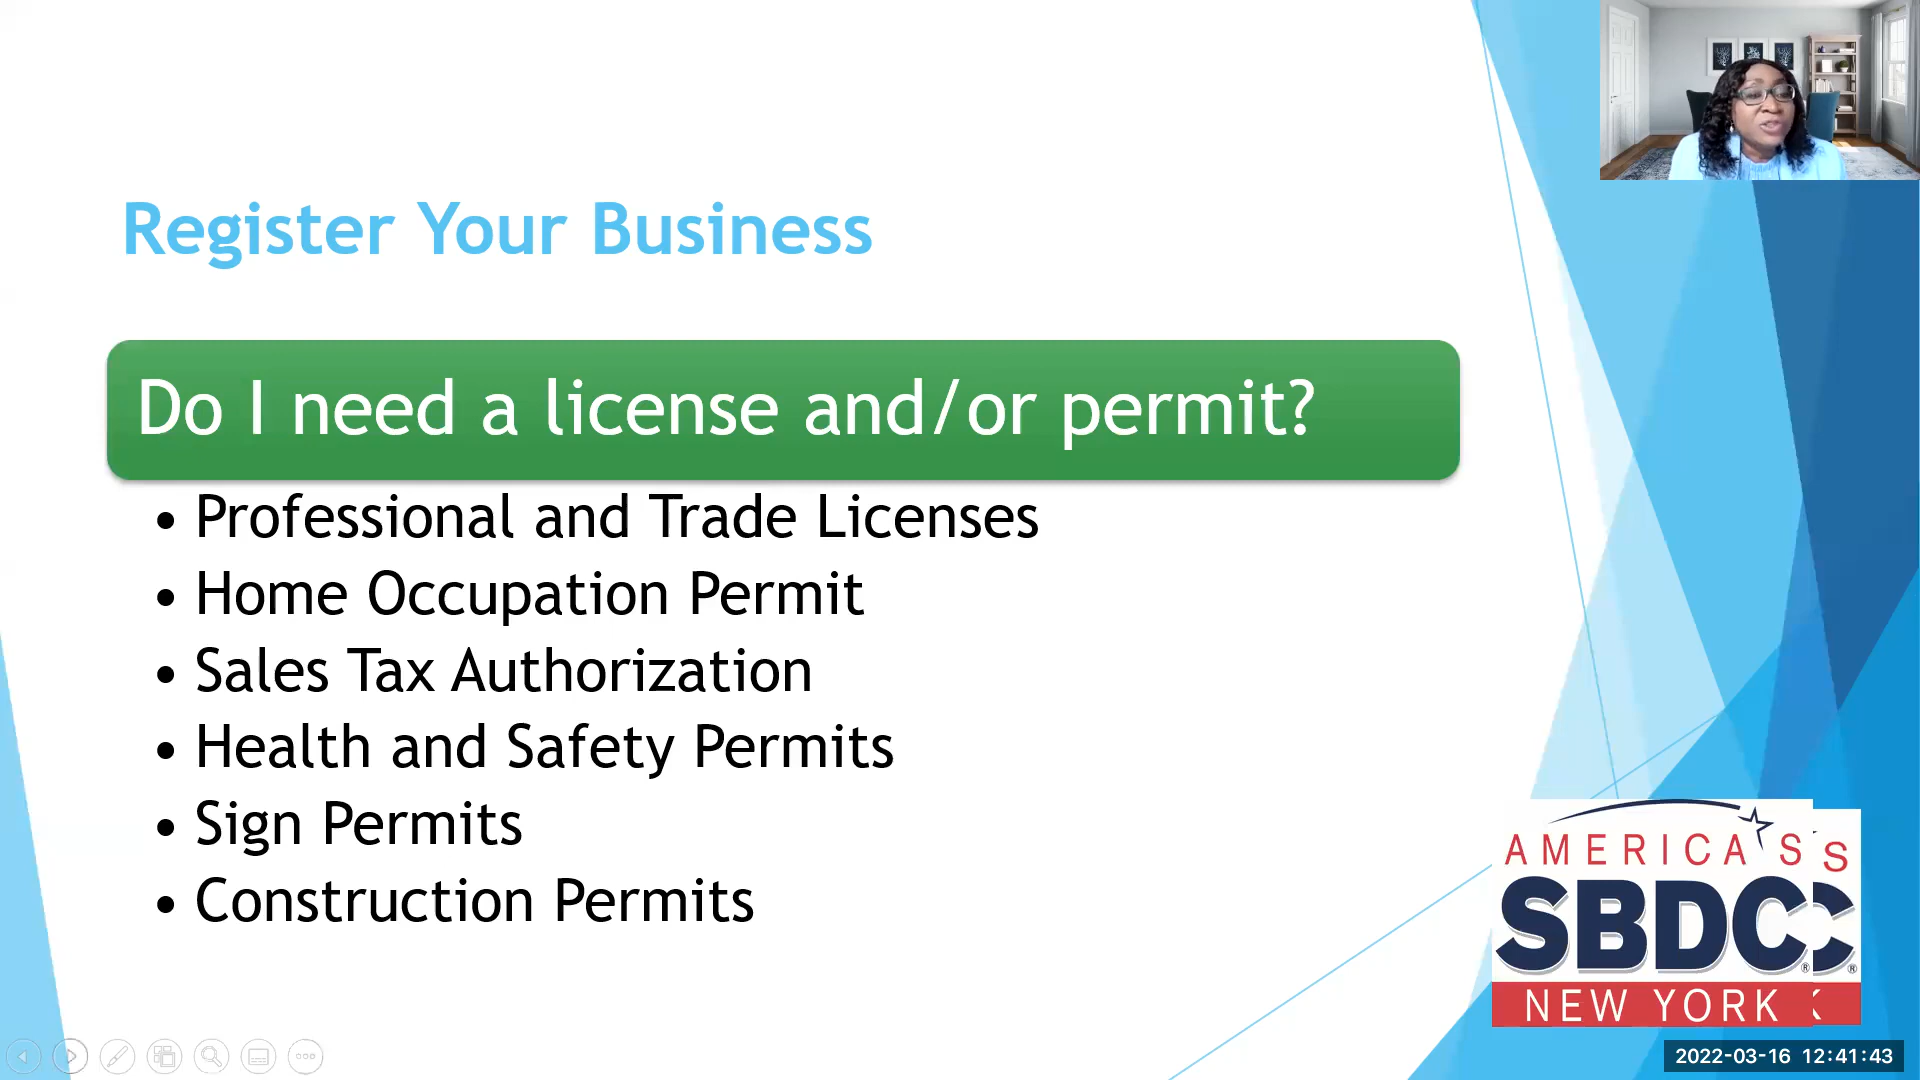 Register Your Business
Do I need a license and/or permit?
• Professional and Trade Licenses
• Home Occupation Permit
• Sales Tax Authorization
• Health and Safety Permits
• Sign Permits
• Construction Permits
AMERICA'S S
SBDC C
NEW YORK K
2022-03-16 12:41:43